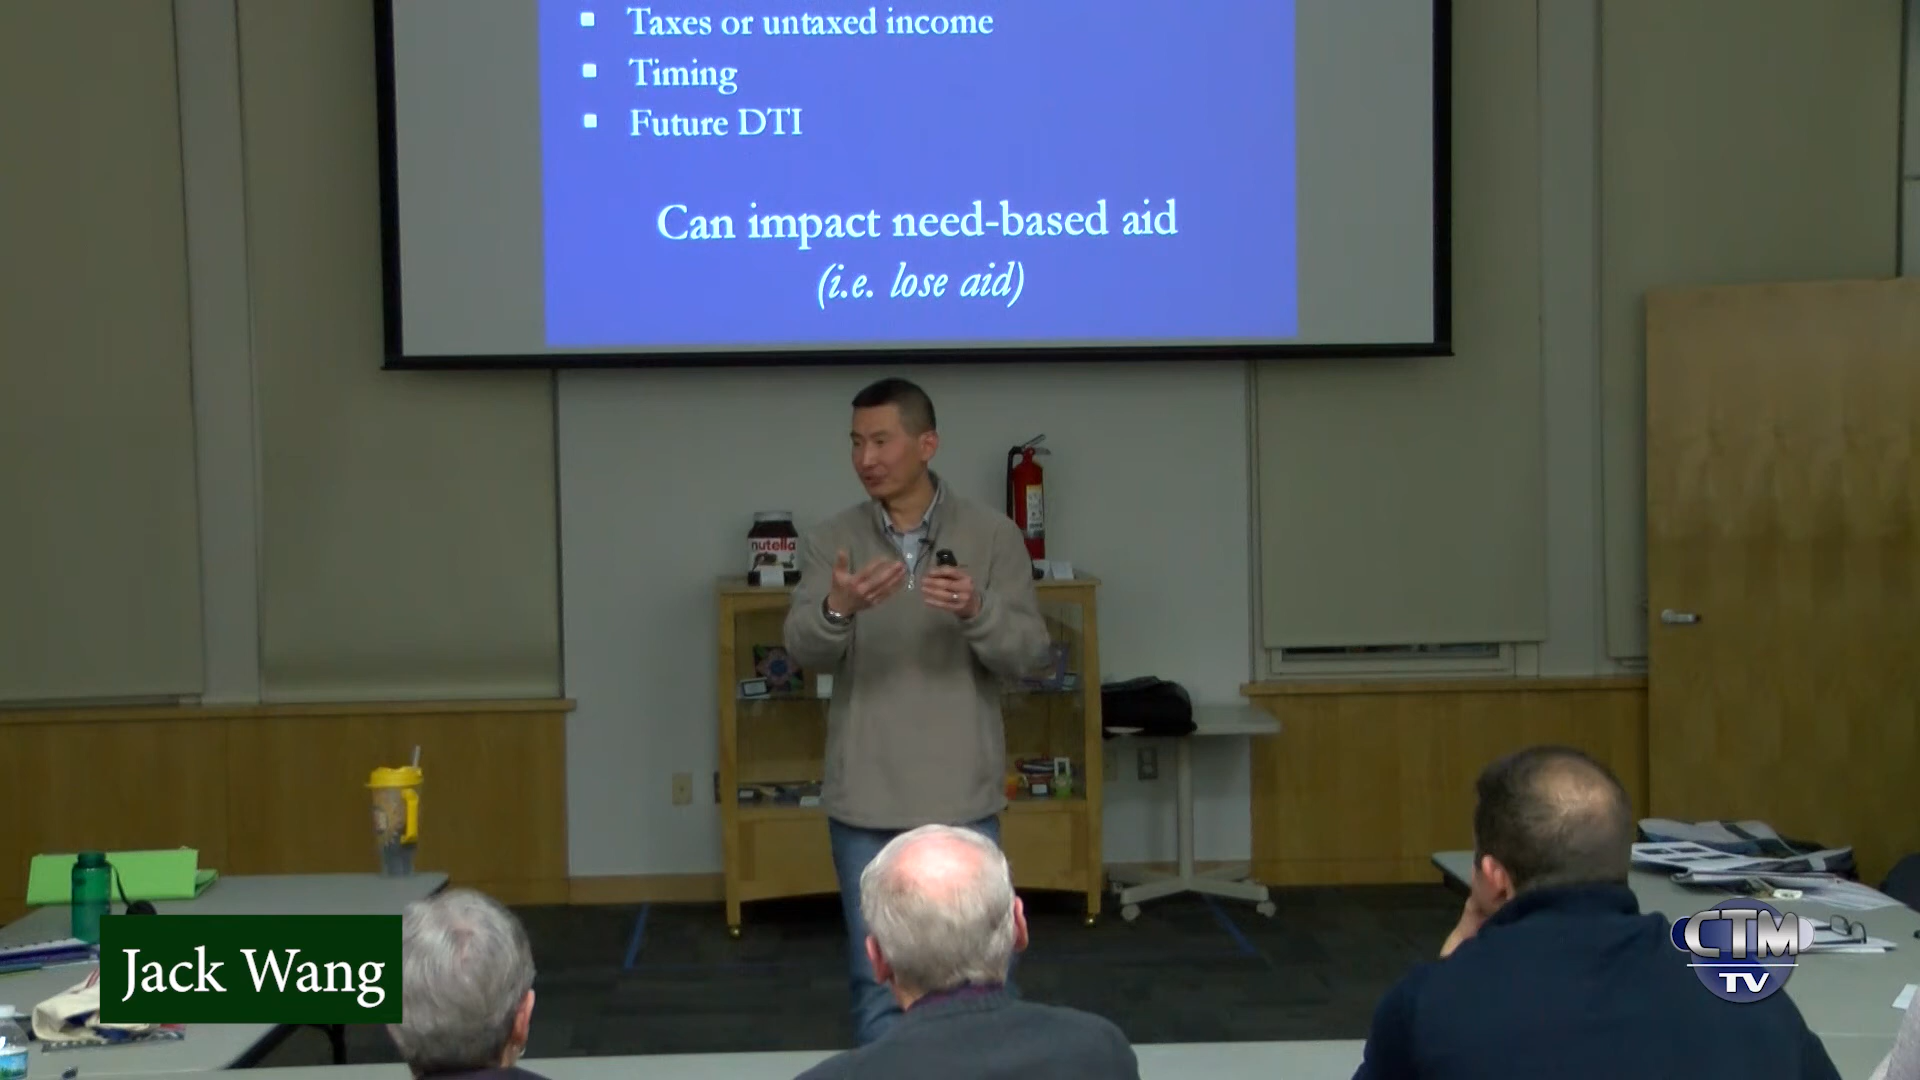 Taxes or untaxed income
Timing
Future DTI
Can impact need-based aid
(i.e. lose aid)
nutella
Jack Wang
CTM
TV